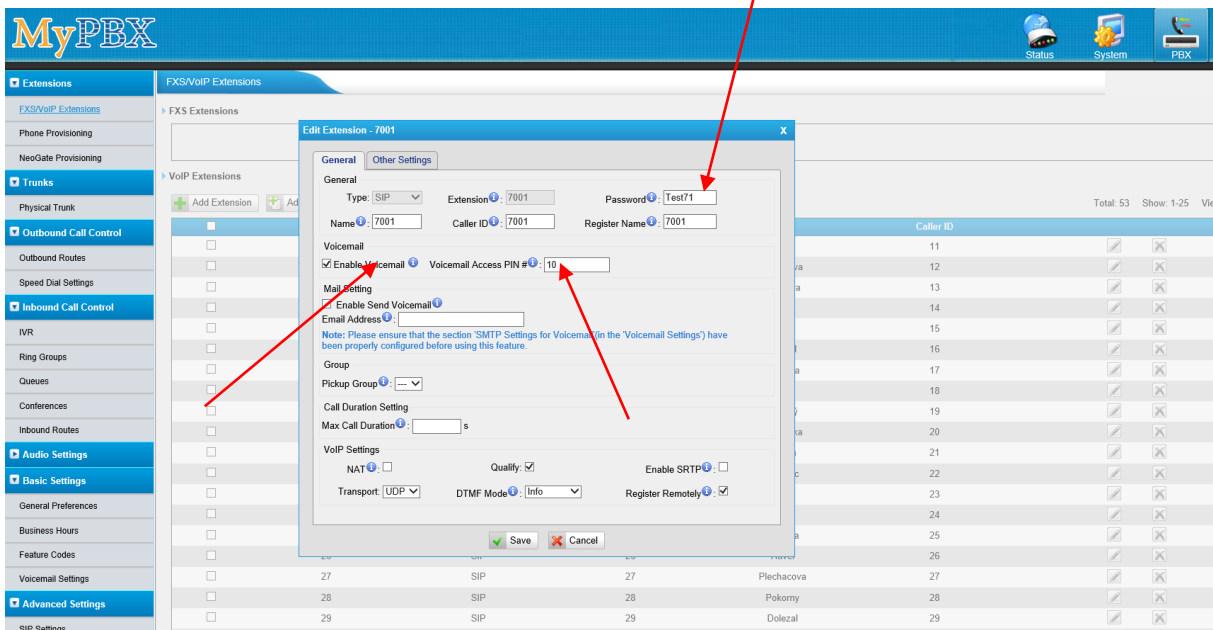 MyPBX
Status System PBX
Extensions
FXS/VoIP Extensions
Phone Provisioning
NeoGate Provisioning
Trunks
Physical Trunk
Outbound Call Control
Outbound Routes
Speed Dial Settings
Inbound Call Control
IVR
Ring Groups
Queues
Conferences
Inbound Routes
Audio Settings
Basic Settings
General Preferences
Business Hours
Feature Codes
Voicemail Settings
Advanced Settings
SIP Settings
FXS/VoIP Extensions
FXS Extensions
VoIP Extensions
Add Extension Ad
Total: 53 Show: 1-25 Vie
Edit Extension - 7001 X
General Other Settings
General
Type: SIP Extension: 7001 Password: Test71
Name: 7001 Caller ID: 7001 Register Name: 7001
Voicemail
Enable Voicemail Voicemail Access PIN #: 10
Mail Setting
Enable Send Voicemail
Email Address:
Note: Please ensure that the section 'SMTP Settings for Voicemail'(in the 'Voicemail Settings') have
been properly configured before using this feature.
Group
Pickup Group: ---
Call Duration Setting
Max Call Duration: s
VoIP Settings
NAT: Qualify: Enable SRTP:
Transport: UDP DTMF Mode: Info Register Remotely:
Save Cancel
Caller ID
11
12
13
14
15
16
17
18
19
20
21
22
23
24
25
26
27 SIP 27 Plechacova 27
28 SIP 28 Pokorny 28
29 SIP 29 Dolezal 29